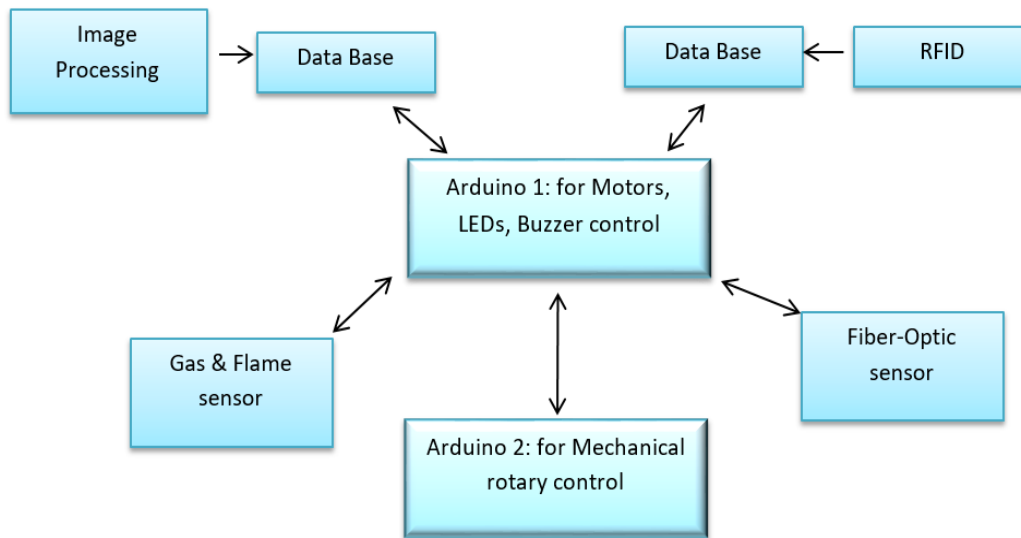 Image
Processing
Data Base
Data Base
RFID
Arduino 1: for Motors,
LEDs, Buzzer control
Gas & Flame
sensor
Fiber-Optic
sensor
Arduino 2: for Mechanical
rotary control